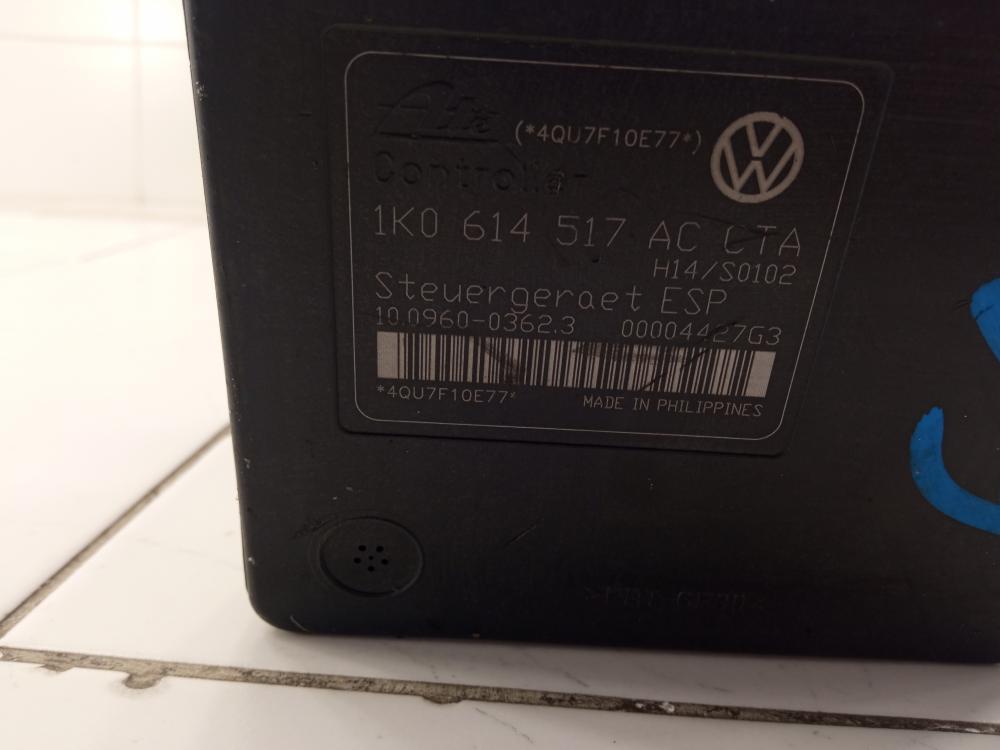 Ate
(*4QU7F10E77*)
Controller
1K0 614 517 AC CTA
H14/S0102
Steuergeraet ESP
10.0960-0362.3 00004427G3
*4QU7F10E77*
MADE IN PHILIPPINES